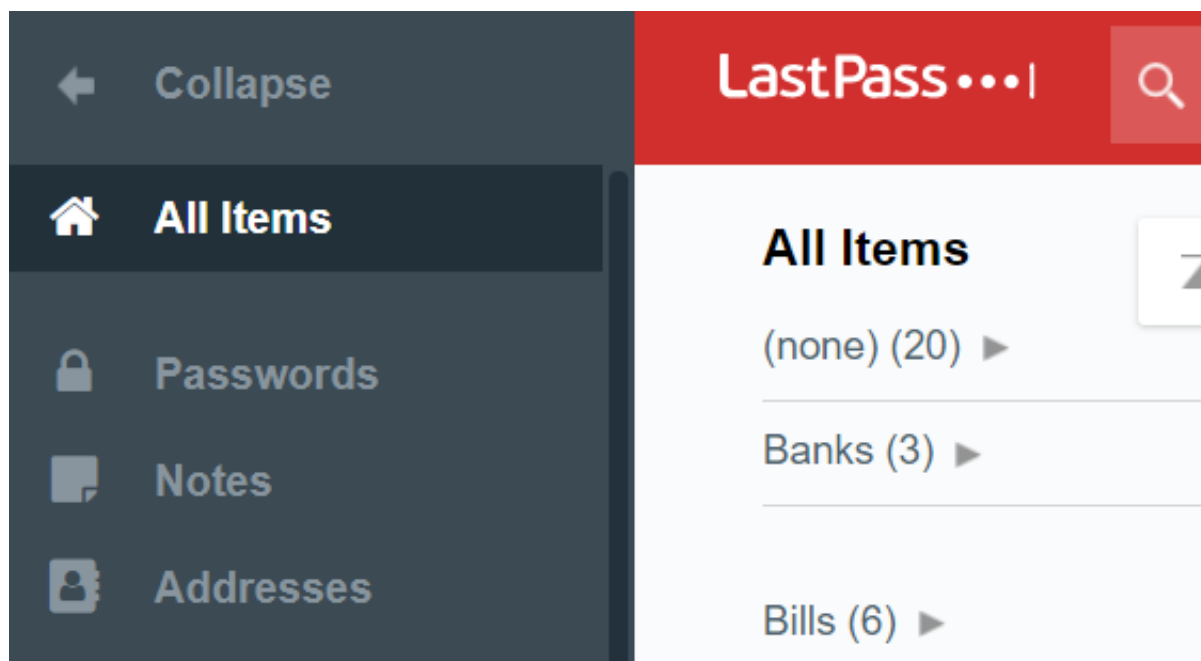 Collapse
All Items
Passwords
Notes
Addresses
LastPass
All Items
(none) (20)
Banks (3)
Bills (6)